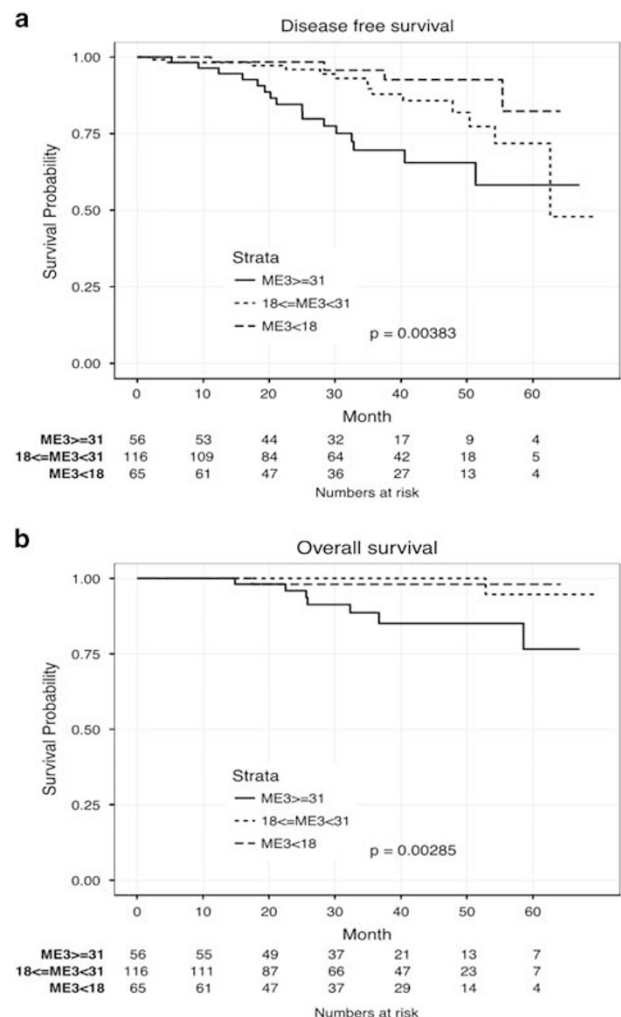 a
Disease free survival
1.00
0.75
0.50
0.25
0.00
Survival Probability
Strata
ME3>=31
18<=ME3<31
ME3<18
p = 0.00383
0 10 20 30 40 50 60
Month
ME3>=31 56 53 44 32 17 9 4
18<=ME3<31 116 109 84 64 42 18 5
ME3<18 65 61 47 36 27 13 4
Numbers at risk
b
Overall survival
1.00
0.75
0.50
0.25
0.00
Survival Probability
Strata
ME3>=31
18<=ME3<31
ME3<18
p = 0.00285
0 10 20 30 40 50 60
Month
ME3>=31 56 55 49 37 21 13 7
18<=ME3<31 116 111 87 66 47 23 7
ME3<18 65 61 47 37 29 14 4
Numbers at risk